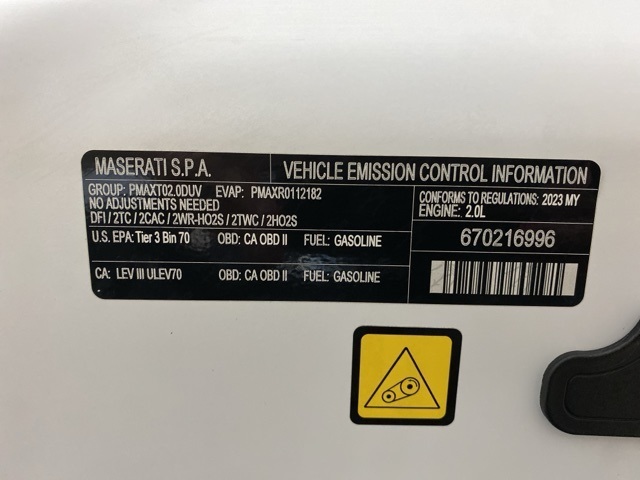 MASERATI S.P.A. VEHICLE EMISSION CONTROL INFORMATION
GROUP: PMAXT02.0DUV EVAP: PMAXR0112182
NO ADJUSTMENTS NEEDED
DFI / 2TC / 2CAC / 2WR-HO2S / 2TWC / 2HO2S
CONFORMS TO REGULATIONS: 2023 MY
ENGINE: 2.0L
U.S. EPA: Tier 3 Bin 70 OBD: CA OBD II FUEL: GASOLINE
CA: LEV III ULEV70 OBD: CA OBD II FUEL: GASOLINE
670216996